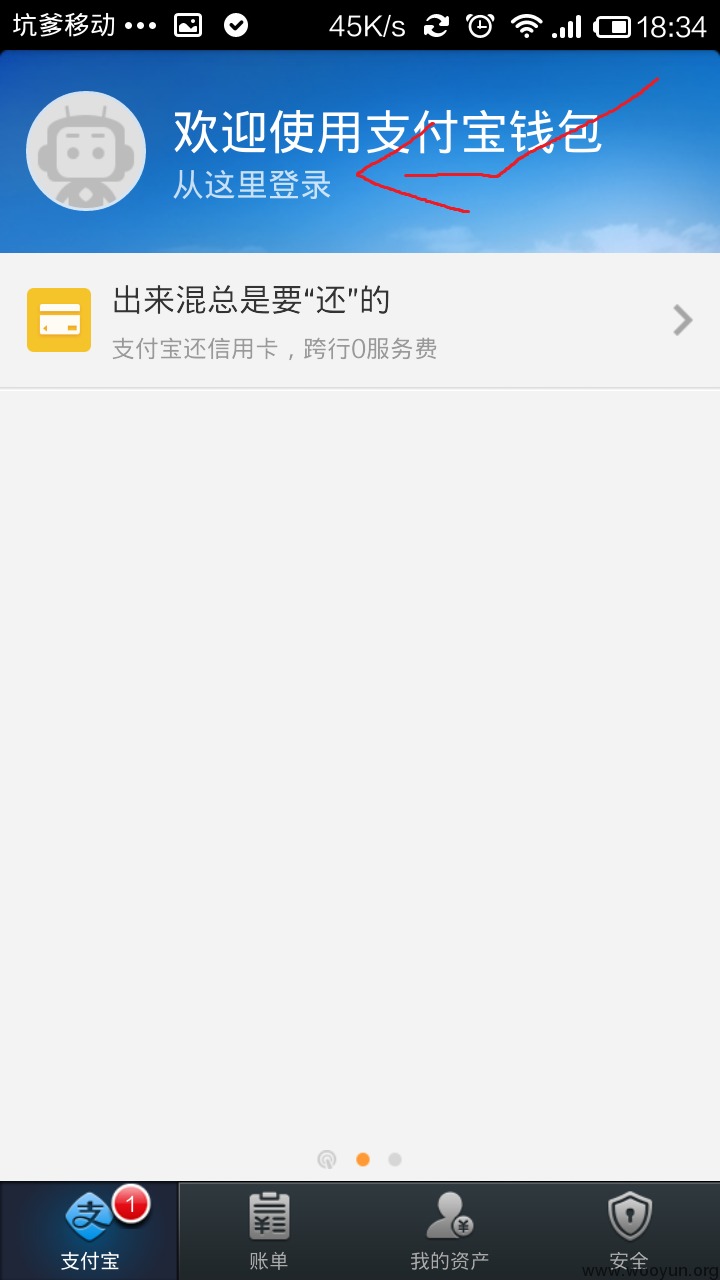 坑爹移动 ••• 45K/s 18:34
欢迎使用支付宝钱包
从这里登录
出来混总是要“还”的
支付宝还信用卡，跨行0服务费
1
支付宝 账单 我的资产 安全
www.wooyun.org